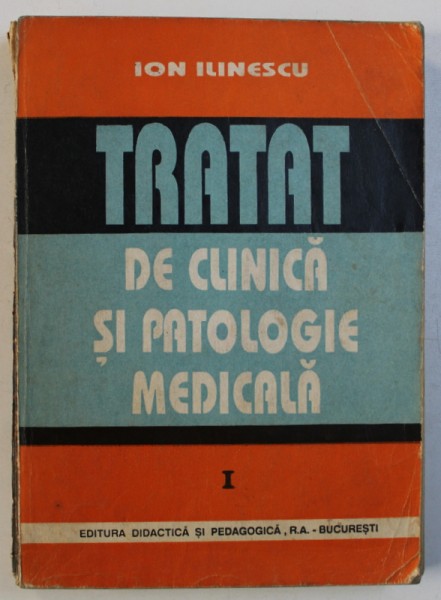 ION ILINESCU
TRATAT
DE CLINICĂ
ȘI PATOLOGIE
MEDICALĂ
I
EDITURA DIDACTICĂ ȘI PEDAGOGICĂ, R.A. - BUCUREȘTI